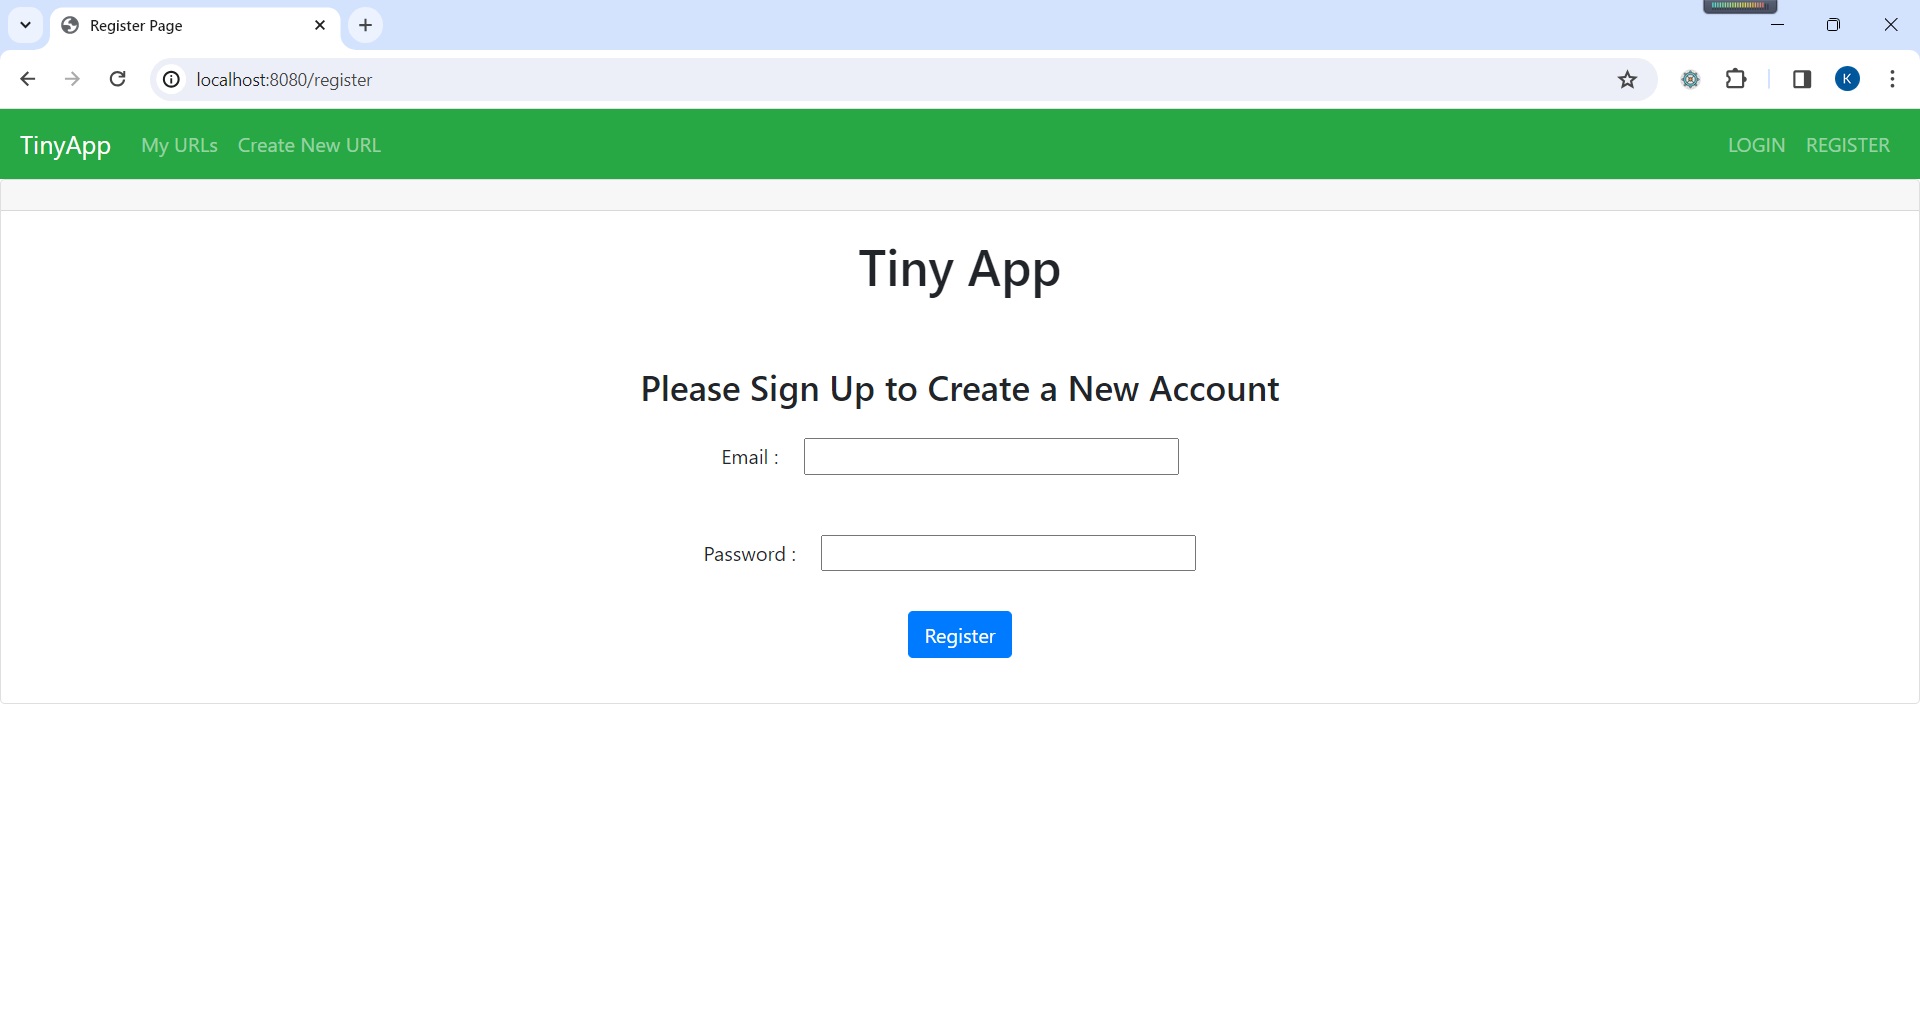 Register Page
localhost:8080/register
K
TinyApp My URLs Create New URL LOGIN REGISTER
Tiny App
Please Sign Up to Create a New Account
Email :
Password :
Register